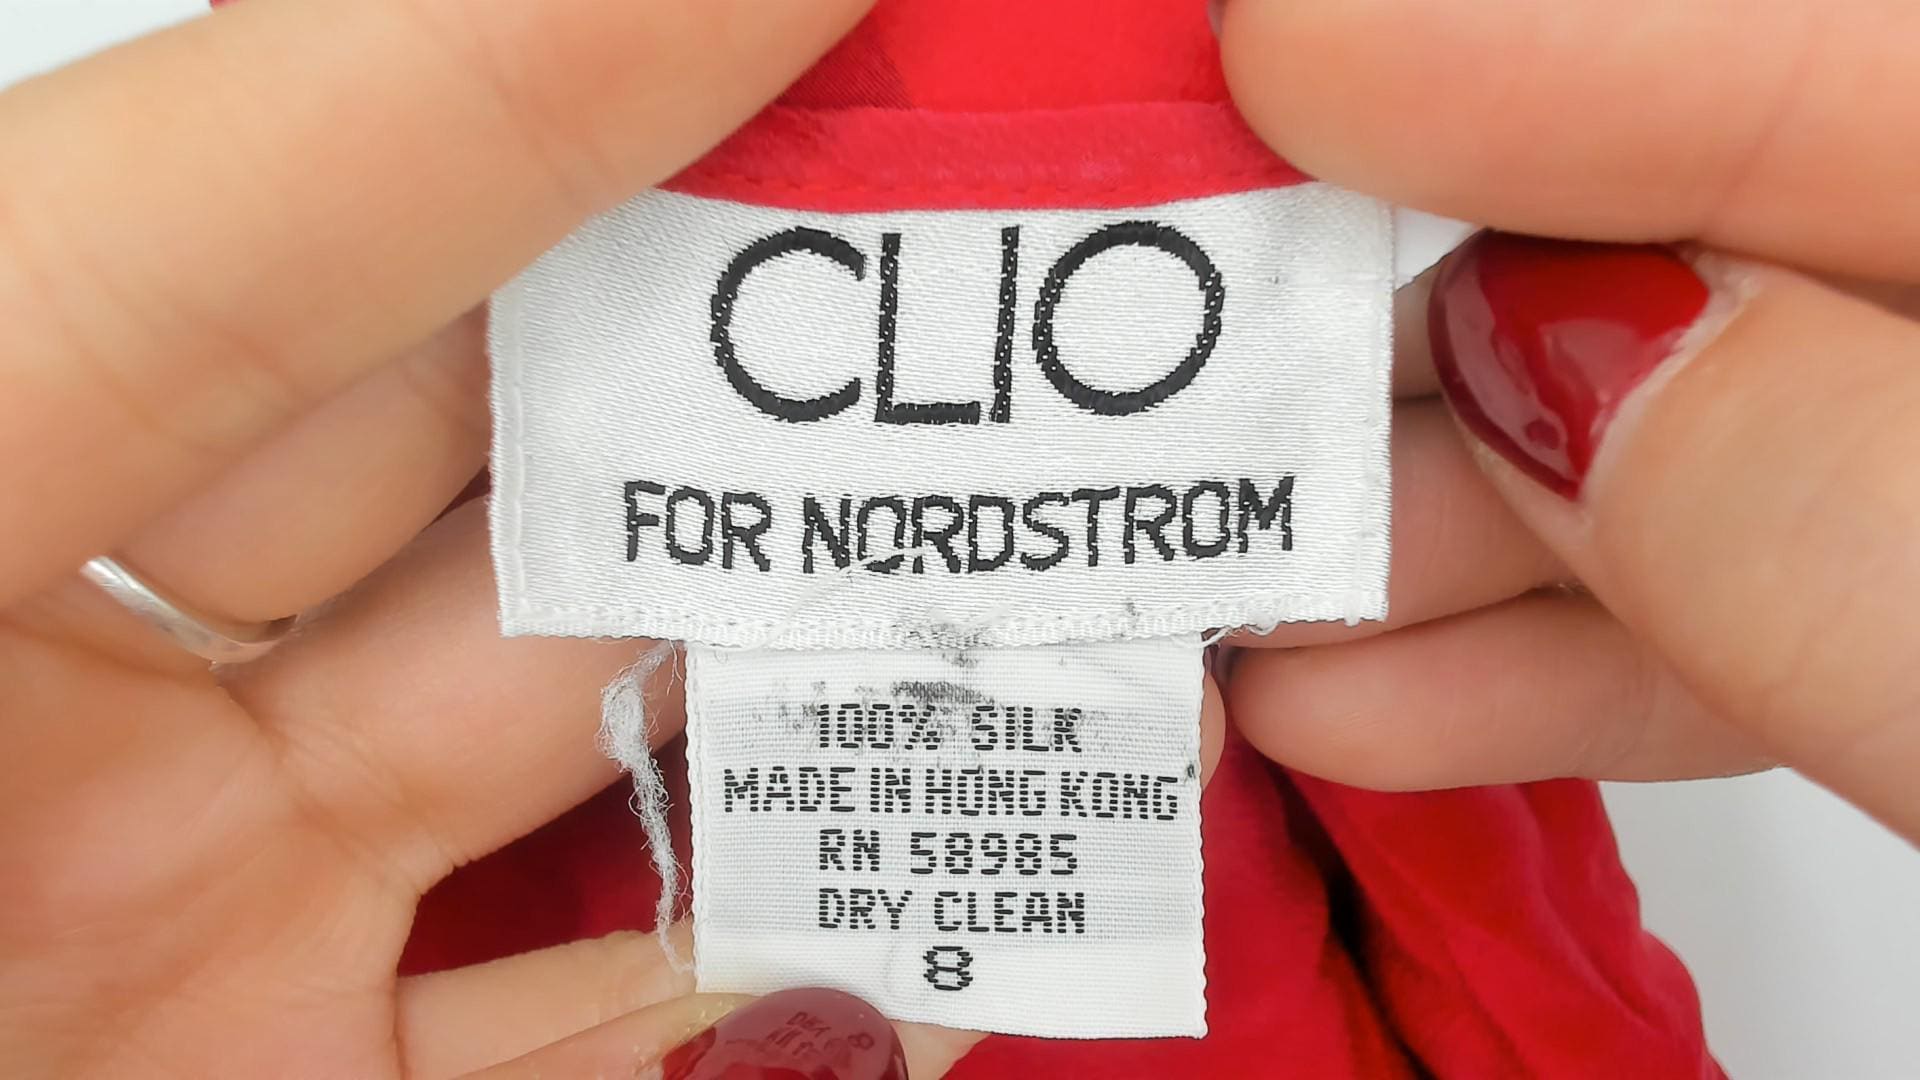 CLIO
FOR NORDSTROM
100% SILK
MADE IN HONG KONG
RN 58985
DRY CLEAN
8